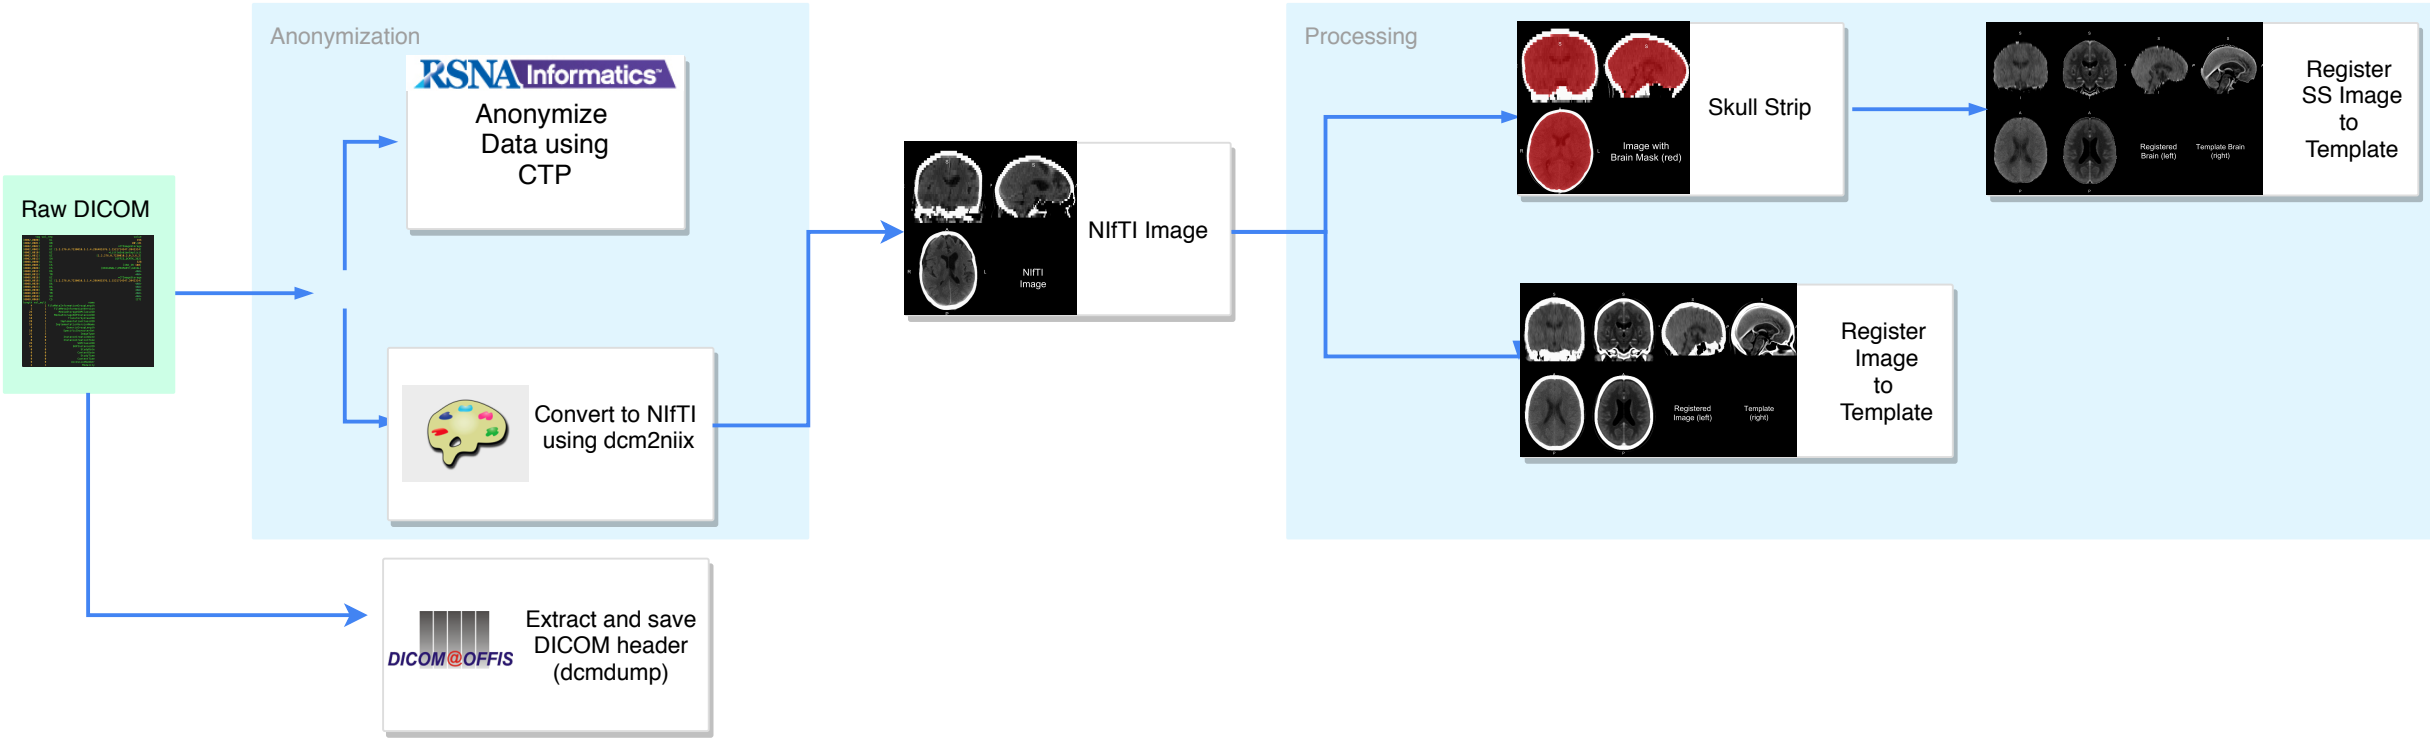 Anonymization
RSNA Informatics™
Anonymize
Data using
CTP
Raw DICOM
Convert to NIfTI
using dcm2niix
DICOM@OFFIS
Extract and save
DICOM header
(dcmdump)
NIfTI
Image
NIfTI Image
R
L
Processing
Image with
Brain Mask (red)
Skull Strip
Registered
Brain (left)
Template Brain
(right)
Register
SS Image
to
Template
Registered
Image (left)
Template
(right)
Register
Image
to
Template